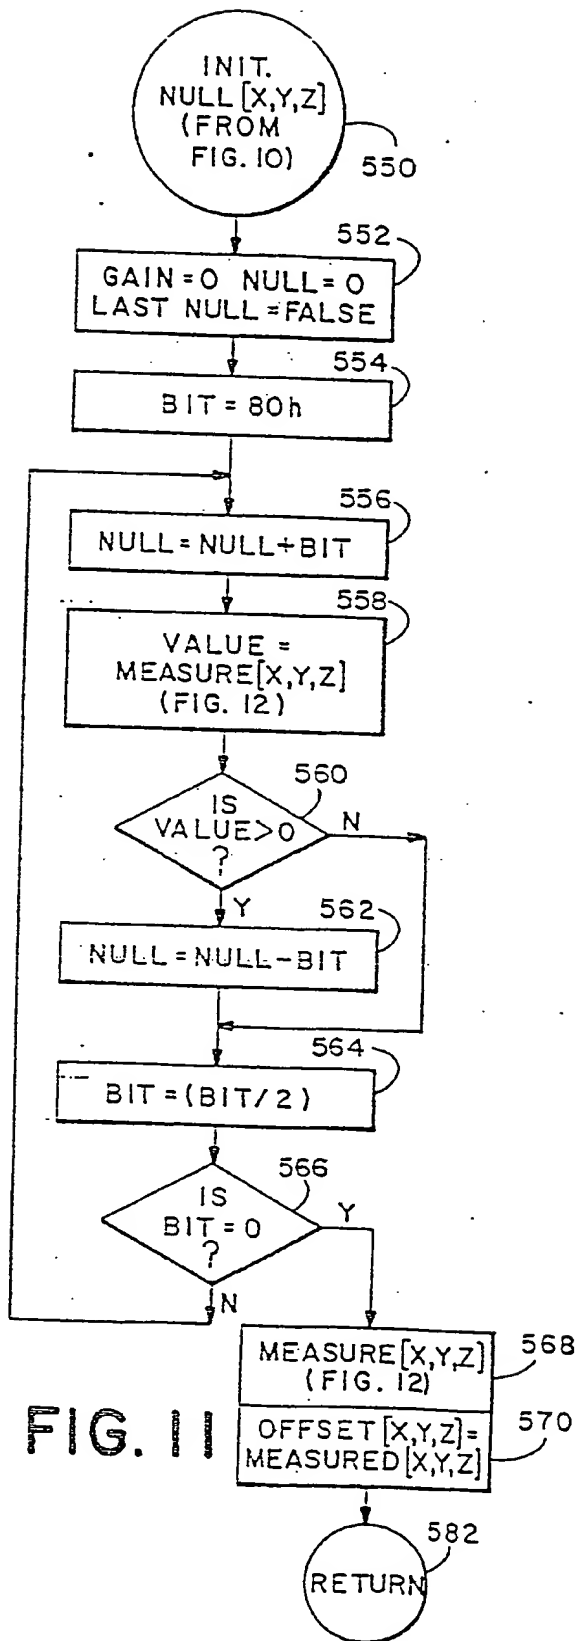 INIT.
NULL [X,Y,Z]
(FROM
FIG. 10)
550
552
GAIN=0 NULL=0
LAST NULL=FALSE
554
BIT = 80h
556
NULL=NULL+BIT
558
VALUE =
MEASURE[X,Y,Z]
(FIG. 12)
560
IS
VALUE>0
?
N
Y
562
NULL=NULL-BIT
564
BIT=(BIT/2)
566
IS
BIT=0
?
Y
N
MEASURE[X,Y,Z]
(FIG. 12)
568
OFFSET[X,Y,Z]=
MEASURED[X,Y,Z]
570
FIG. 11
582
RETURN